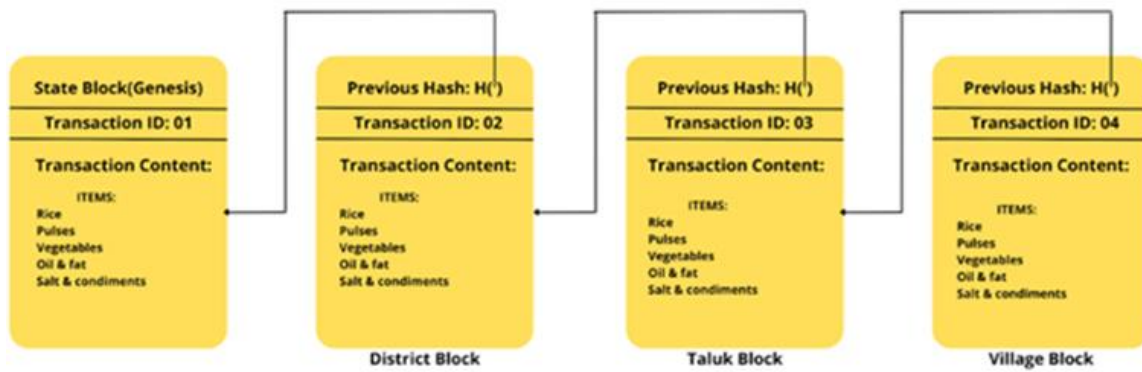 State Block(Genesis)
Transaction ID: 01
Transaction Content:
ITEMS:
Rice
Pulses
Vegetables
Oil & fat
Salt & condiments
Previous Hash: H(')
Transaction ID: 02
Transaction Content:
ITEMS:
Rice
Pulses
Vegetables
Oil & fat
Salt & condiments
District Block
Previous Hash: H(')
Transaction ID: 03
Transaction Content:
ITEMS:
Rice
Pulses
Vegetables
Oil & fat
Salt & condiments
Taluk Block
Previous Hash: H(')
Transaction ID: 04
Transaction Content:
ITEMS:
Rice
Pulses
Vegetables
Oil & fat
Salt & condiments
Village Block